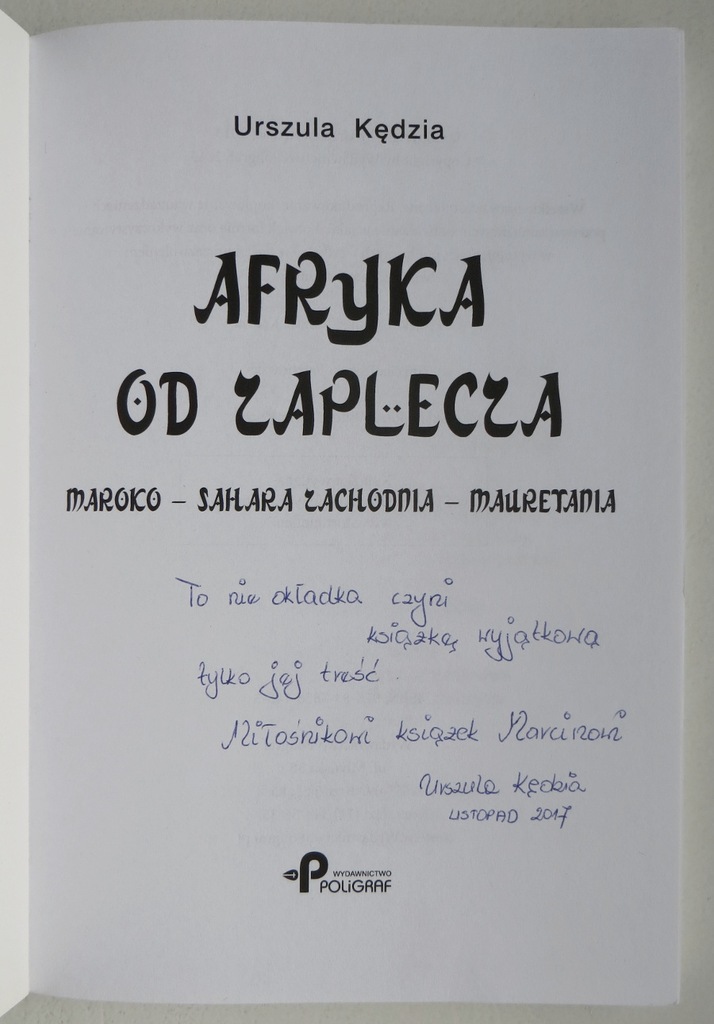 Urszula Kędzia
AFRYKA
OD ZAPLECZA
MAROKO – SAHARA ZACHODNIA – MAURETANIA
To nie okładka czyni
książkę wyjątkową
tylko jej treść.
Miłośnikowi książek Marcinowi
Urszula Kędzia
LISTOPAD 2017
WYDAWNICTWO
POLiGRAF